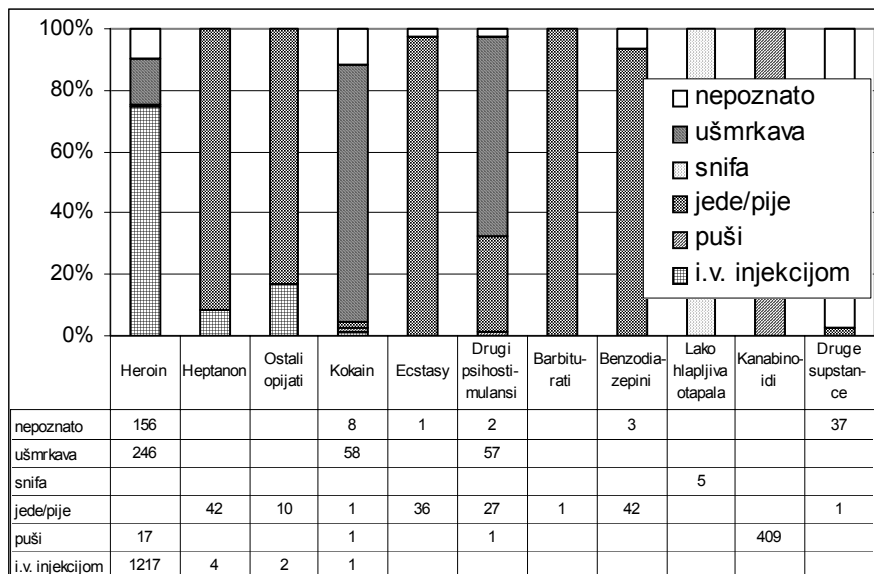 100%
80%
60%
40%
20%
0%
nepoznato
ušmrkava
snifa
jede/pije
puši
i.v. injekcijom
Heroin Heptanon Ostali opijati Kokain Ecstasy Drugi psihosti-mulansi Barbitu-rati Benzodia-zepini Lako hlapljiva otapala Kanabino-idi Druge supstan-ce
nepoznato 156 8 1 2 3 37
ušmrkava 246 58 57
snifa 5
jede/pije 42 10 1 36 27 1 42 1
puši 17 1 1 409
i.v. injekcijom 1217 4 2 1